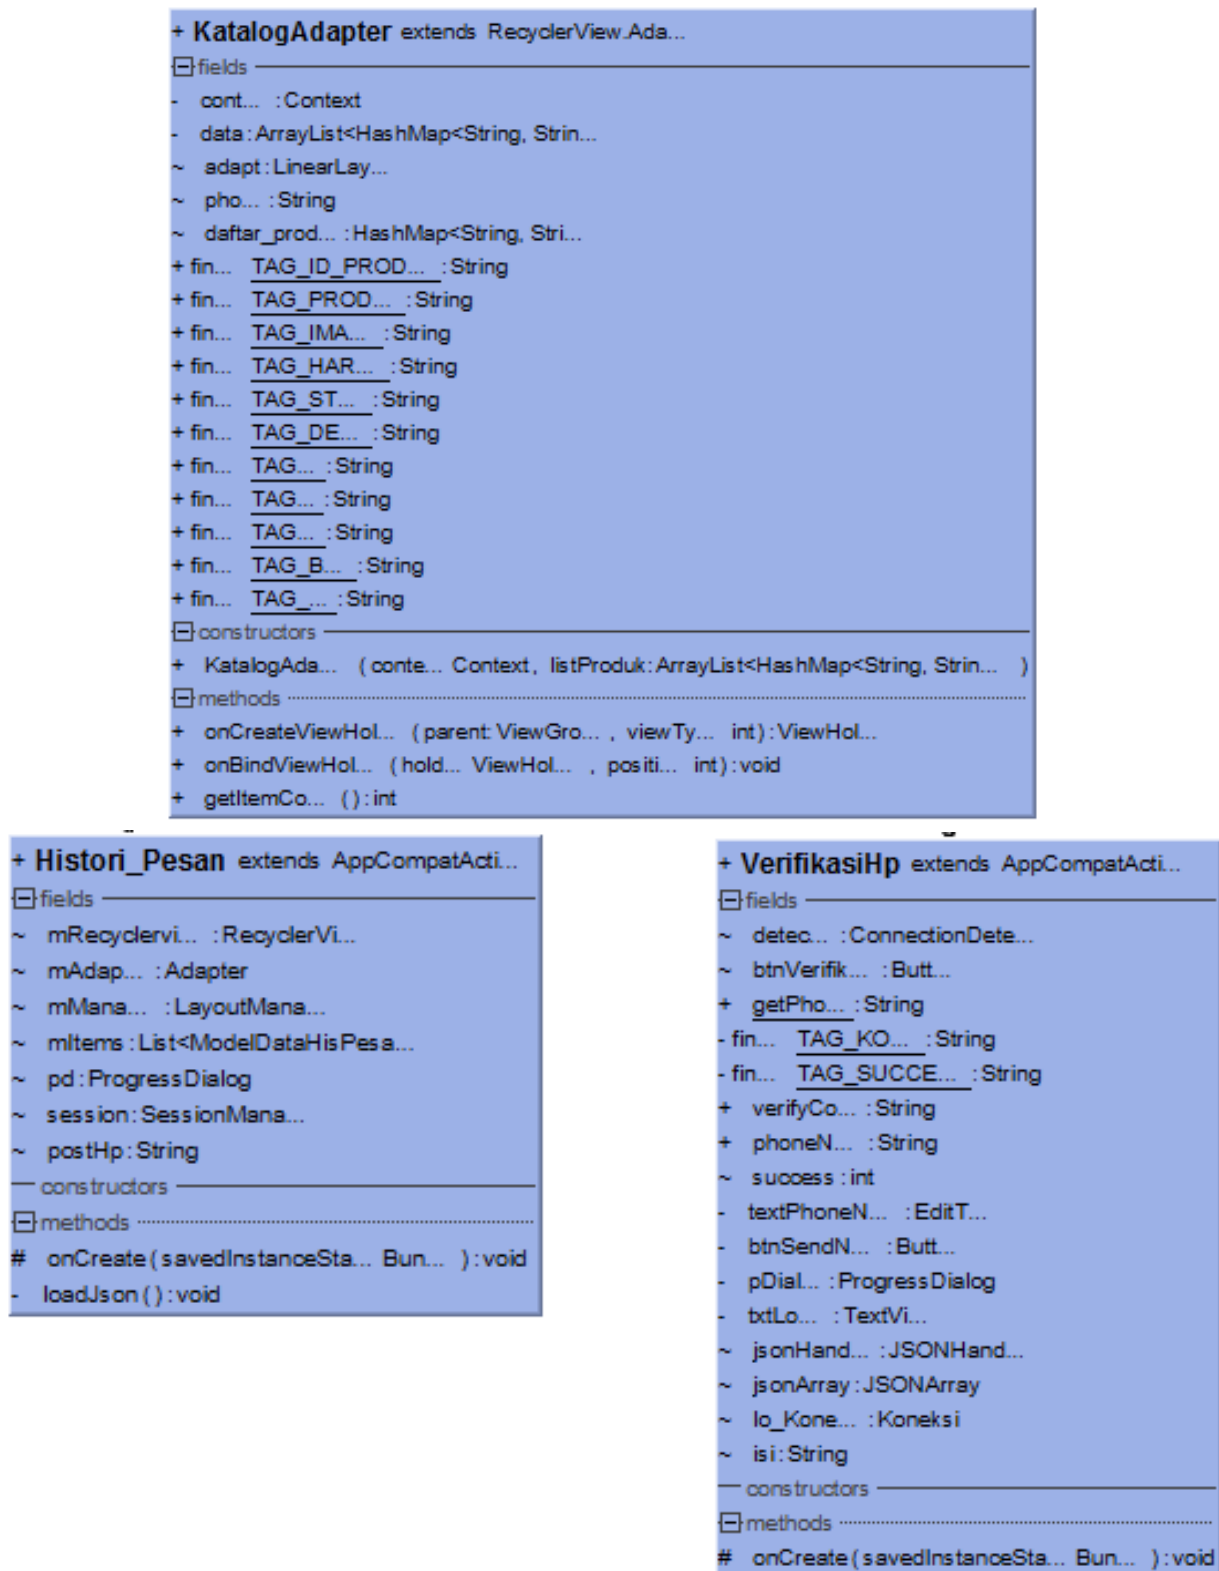 + KatalogAdapter extends RecyclerView.Ada...
fields
- cont... :Context
- data:ArrayList<HashMap<String, Strin...
~ adapt:LinearLay...
~ pho... :String
~ daftar_prod... :HashMap<String, Stri...
+ fin... TAG_ID_PROD... :String
+ fin... TAG_PROD... :String
+ fin... TAG_IMA... :String
+ fin... TAG_HAR... :String
+ fin... TAG_ST... :String
+ fin... TAG_DE... :String
+ fin... TAG... :String
+ fin... TAG... :String
+ fin... TAG... :String
+ fin... TAG_B... :String
+ fin... TAG_... :String
constructors
+ KatalogAda... (conte... Context, listProduk:ArrayList<HashMap<String, Strin... )
methods
+ onCreateViewHol... (parent:ViewGro... , viewTy... int):ViewHol...
+ onBindViewHol... (hold... ViewHol... , positi... int):void
+ getItemCo... ():int
+ Histori_Pesan extends AppCompatActi...
fields
~ mRecyclervi... :RecyclerVi...
~ mAdap... :Adapter
~ mMana... :LayoutMana...
~ mItems:List<ModelDataHisPesa...
~ pd:ProgressDialog
~ session:SessionMana...
~ postHp:String
constructors
methods
# onCreate(savedInstanceSta... Bun... ):void
- loadJson():void
+ VerifikasiHp extends AppCompatActi...
fields
~ detec... :ConnectionDete...
~ btnVerifik... :Butt...
+ getPho... :String
- fin... TAG_KO... :String
- fin... TAG_SUCCE... :String
+ verifyCo... :String
+ phoneN... :String
~ success:int
- textPhoneN... :EditT...
- btnSendN... :Butt...
- pDial... :ProgressDialog
- txtLo... :TextVi...
~ jsonHand... :JSONHand...
~ jsonArray:JSONArray
~ lo_Kone... :Koneksi
~ isi:String
constructors
methods
# onCreate(savedInstanceSta... Bun... ):void